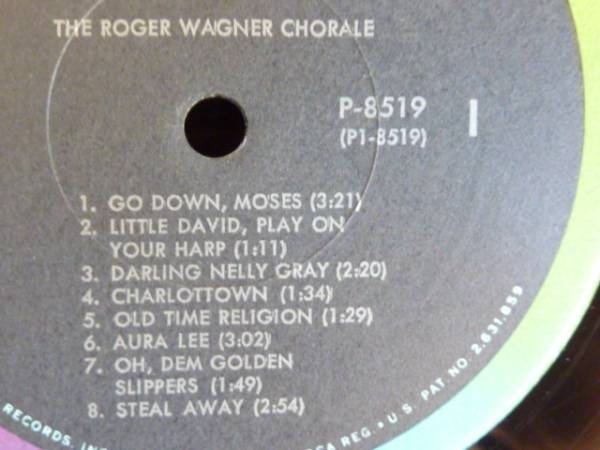 THE ROGER WAGNER CHORALE
P-8519
(P1-8519)
1
1. GO DOWN, MOSES (3:21)
2. LITTLE DAVID, PLAY ON
YOUR HARP (1:11)
3. DARLING NELLY GRAY (2:20)
4. CHARLOTTOWN (1:34)
5. OLD TIME RELIGION (1:29)
6. AURA LEE (3:02)
7. OH, DEM GOLDEN
SLIPPERS (1:49)
8. STEAL AWAY (2:54)
RECORDS, INC REG. • U.S. PAT NO. 2,631,859